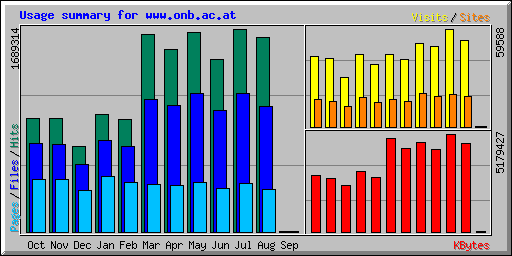 Usage summary for www.onb.ac.at
Visits / Sites
1689314
59588
5179427
Pages / Files / Hits
Oct Nov Dec Jan Feb Mar Apr May Jun Jul Aug Sep
KBytes